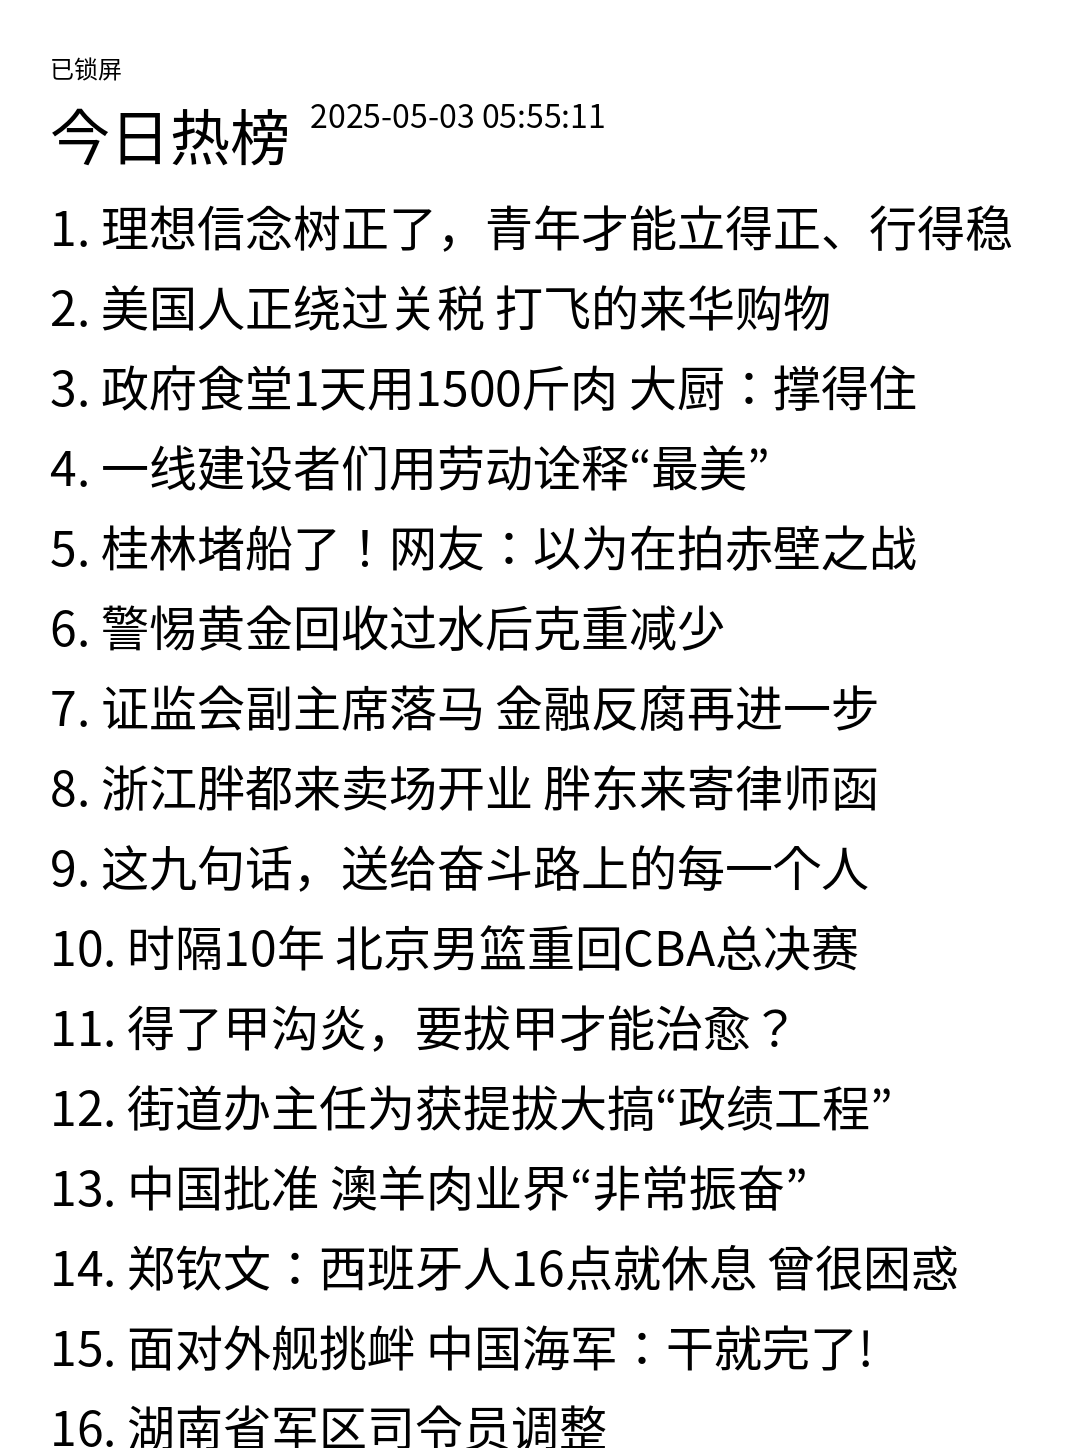 已锁屏
今日热榜 2025-05-03 05:55:11
1. 理想信念树正了，青年才能立得正、行得稳
2. 美国人正绕过关税 打飞的来华购物
3. 政府食堂1天用1500斤肉 大厨：撑得住
4. 一线建设者们用劳动诠释“最美”
5. 桂林堵船了！网友：以为在拍赤壁之战
6. 警惕黄金回收过水后克重减少
7. 证监会副主席落马 金融反腐再进一步
8. 浙江胖都来卖场开业 胖东来寄律师函
9. 这九句话，送给奋斗路上的每一个人
10. 时隔10年 北京男篮重回CBA总决赛
11. 得了甲沟炎，要拔甲才能治愈？
12. 街道办主任为获提拔大搞“政绩工程”
13. 中国批准 澳羊肉业界“非常振奋”
14. 郑钦文：西班牙人16点就休息 曾很困惑
15. 面对外舰挑衅 中国海军：干就完了!
16. 湖南省军区司令员调整